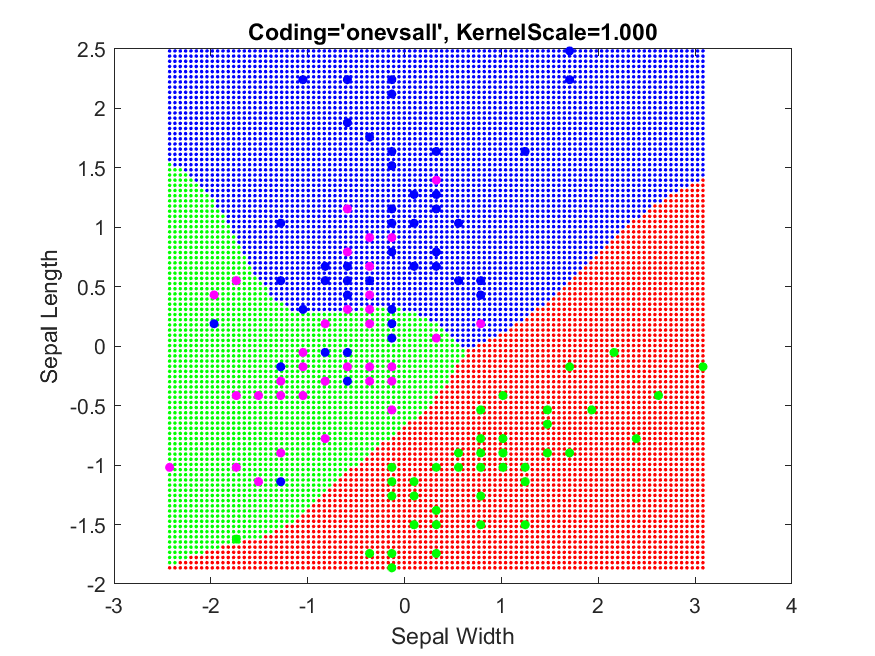 Coding='onevsall', KernelScale=1.000
2.5
2
1.5
1
0.5
0
-0.5
-1
-1.5
-2
Sepal Length
-3 -2 -1 0 1 2 3 4
Sepal Width